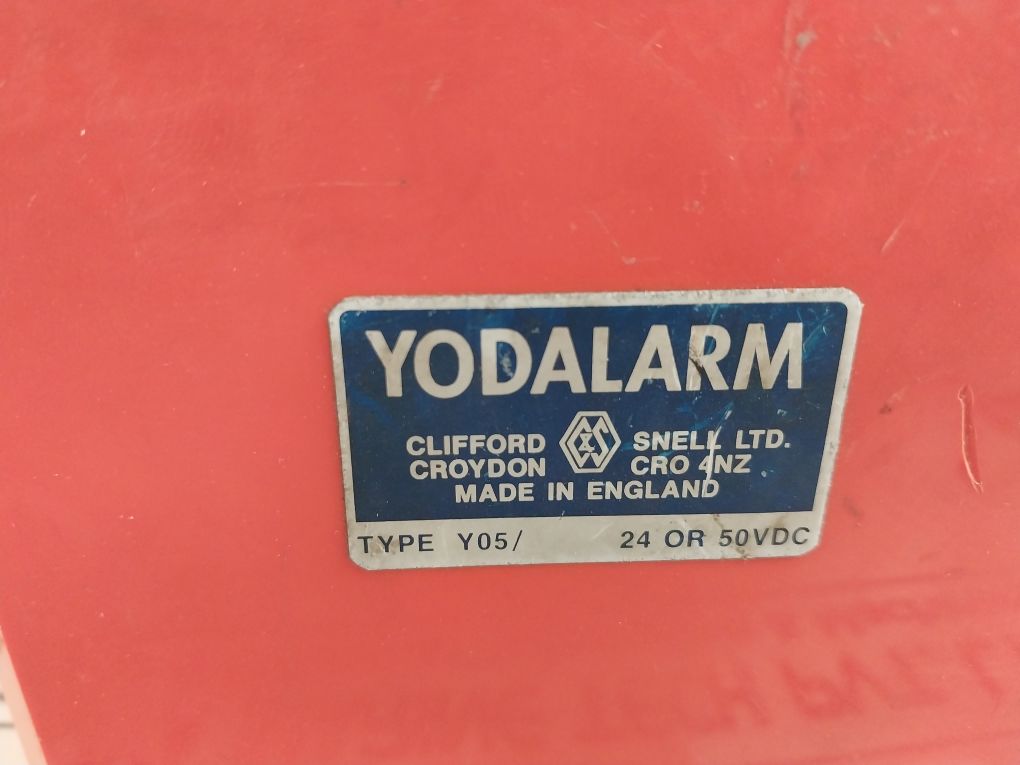 YODALARM
CLIFFORD C&S SNELL LTD.
CROYDON CRO 4NZ
MADE IN ENGLAND
TYPE Y05/ 24 OR 50VDC